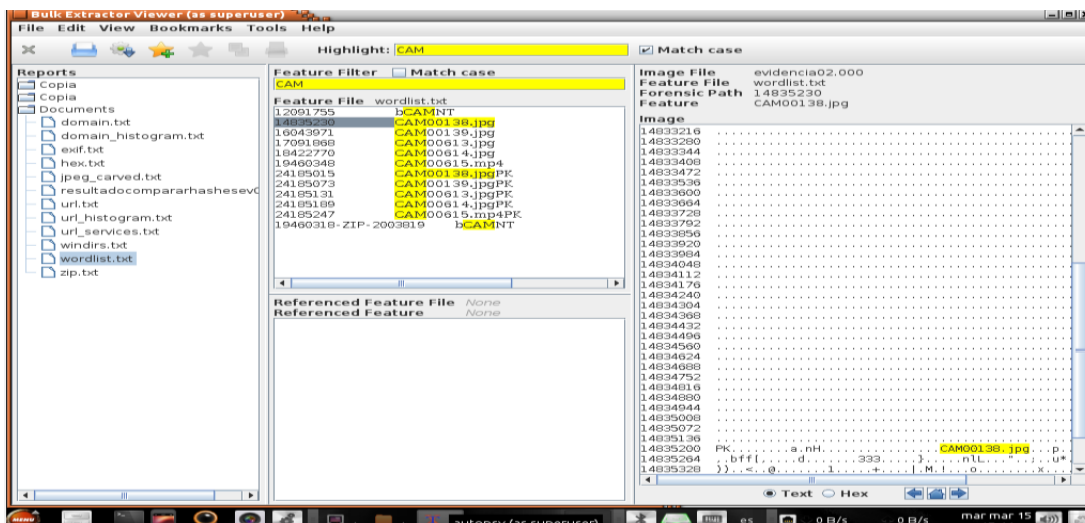 Bulk Extractor Viewer (as superuser)
File Edit View Bookmarks Tools Help
Highlight: CAM
Match case
Reports
Copia
Copia
Documents
domain.txt
domain_histogram.txt
exif.txt
hex.txt
jpeg_carved.txt
resultadocompararhashesev
url.txt
url_histogram.txt
url_services.txt
windirs.txt
wordlist.txt
zip.txt
Feature Filter Match case
CAM
Feature File wordlist.txt
12091755 bCAMNT
14835230 CAM00138.jpg
16043971 CAM00139.jpg
17091868 CAM00613.jpg
18422770 CAM00614.jpg
19460348 CAM00615.mp4
24185015 CAM00138.jpgPK
24185073 CAM00139.jpgPK
24185131 CAM00613.jpgPK
24185189 CAM00614.jpgPK
24185247 CAM00615.mp4PK
19460318-ZIP-2003819 bCAMNT
Referenced Feature File None
Referenced Feature None
Image File evidencia02.000
Feature File wordlist.txt
Forensic Path 14835230
Feature CAM00138.jpg
Image
14833216
14833280
14833344
14833408
14833472
14833536
14833600
14833664
14833728
14833792
14833856
14833920
14833984
14834048
14834112
14834176
14834240
14834304
14834368
14834432
14834496
14834560
14834624
14834688
14834752
14834816
14834880
14834944
14835008
14835072
14835136
14835200 PK......a.nH..................CAM00138.jpg...p.
14835264
14835328
Text Hex
MENU
autopsy (as superuser)
es
0 B/s
0 B/s
mar mar 15